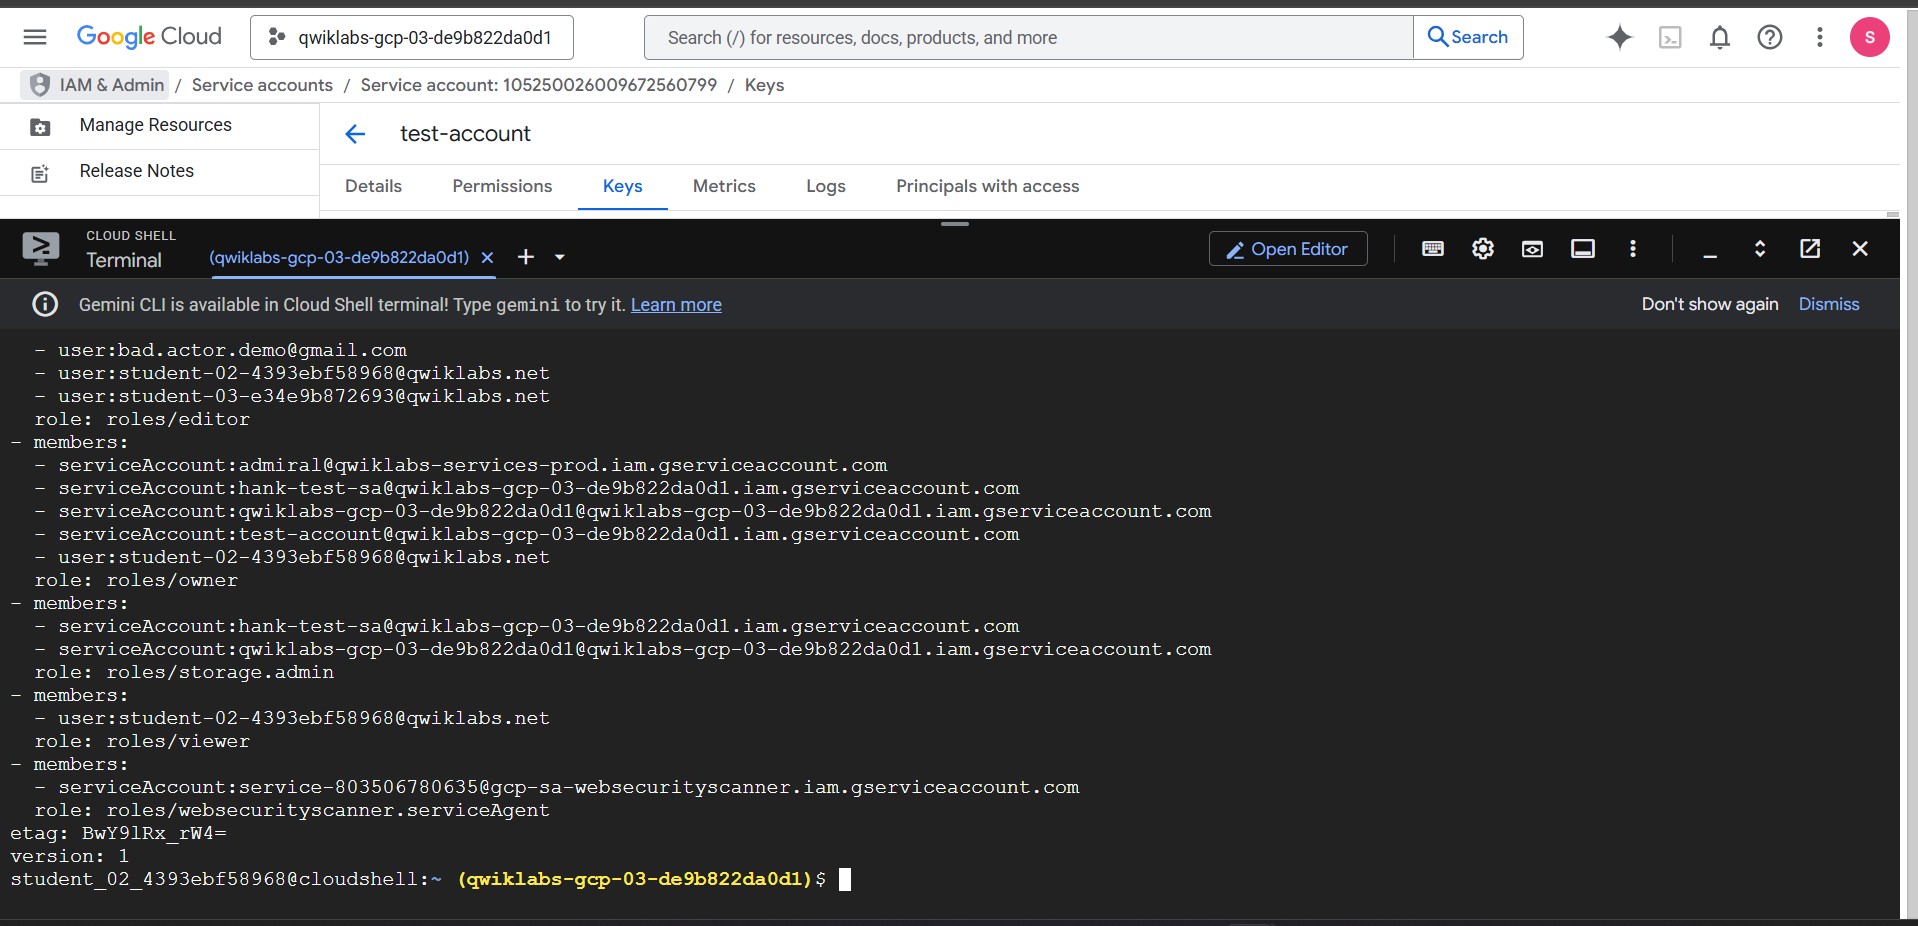 Google Cloud
qwiklabs-gcp-03-de9b822da0d1
Search (/) for resources, docs, products, and more
Search
S
IAM & Admin / Service accounts / Service account: 105250026009672560799 / Keys
Manage Resources
Release Notes
test-account
Details Permissions Keys Metrics Logs Principals with access
CLOUD SHELL
Terminal
(qwiklabs-gcp-03-de9b822da0d1)
Open Editor
Gemini CLI is available in Cloud Shell terminal! Type gemini to try it. Learn more
Don't show again Dismiss
- user:bad.actor.demo@gmail.com
- user:student-02-4393ebf58968@qwiklabs.net
- user:student-03-e34e9b872693@qwiklabs.net
role: roles/editor
- members:
- serviceAccount:admiral@qwiklabs-services-prod.iam.gserviceaccount.com
- serviceAccount:hank-test-sa@qwiklabs-gcp-03-de9b822da0d1.iam.gserviceaccount.com
- serviceAccount:qwiklabs-gcp-03-de9b822da0d1@qwiklabs-gcp-03-de9b822da0d1.iam.gserviceaccount.com
- serviceAccount:test-account@qwiklabs-gcp-03-de9b822da0d1.iam.gserviceaccount.com
- user:student-02-4393ebf58968@qwiklabs.net
role: roles/owner
- members:
- serviceAccount:hank-test-sa@qwiklabs-gcp-03-de9b822da0d1.iam.gserviceaccount.com
- serviceAccount:qwiklabs-gcp-03-de9b822da0d1@qwiklabs-gcp-03-de9b822da0d1.iam.gserviceaccount.com
role: roles/storage.admin
- members:
- user:student-02-4393ebf58968@qwiklabs.net
role: roles/viewer
- members:
- serviceAccount:service-803506780635@gcp-sa-websecurityscanner.iam.gserviceaccount.com
role: roles/websecurityscanner.serviceAgent
etag: BwY9lRx_rW4=
version: 1
student_02_4393ebf58968@cloudshell:~ (qwiklabs-gcp-03-de9b822da0d1)$